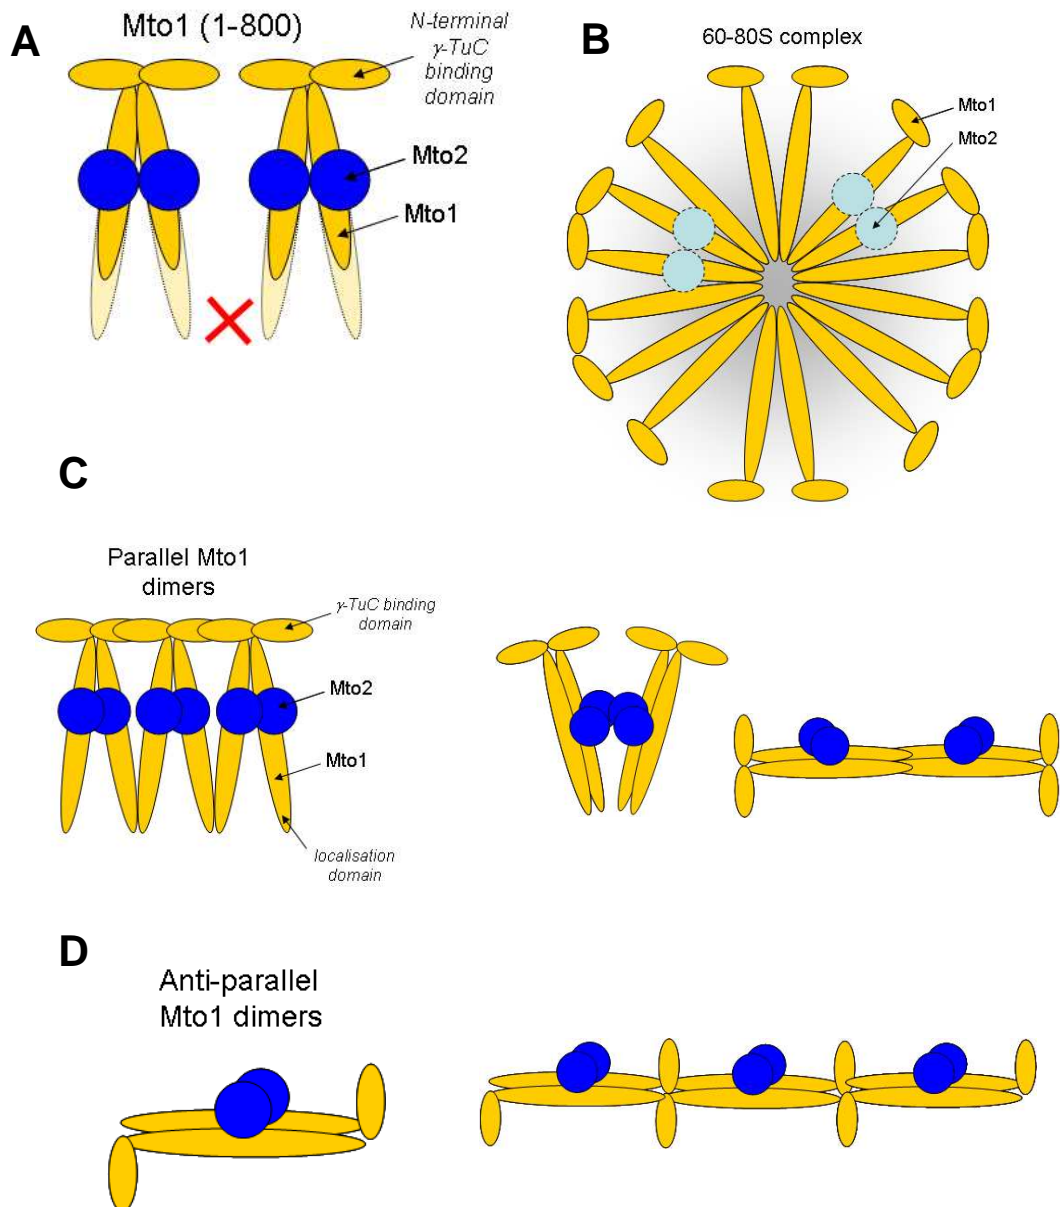 A
Mto1 (1-800)
N-terminal
γ-TuC
binding
domain
Mto2
Mto1
B
60-80S complex
Mto1
Mto2
C
Parallel Mto1
dimers
γ-TuC binding
domain
Mto2
Mto1
localisation
domain
D
Anti-parallel
Mto1 dimers